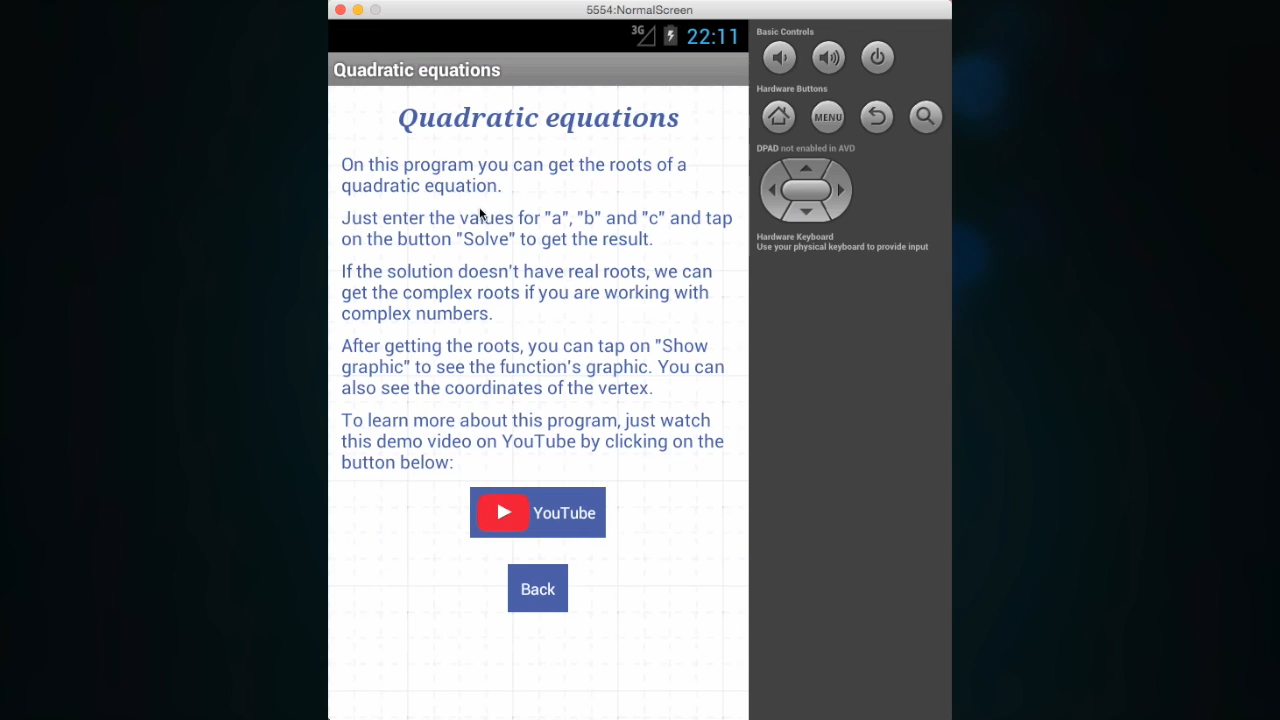 5554:NormalScreen
3G
22:11
Quadratic equations
Quadratic equations
On this program you can get the roots of a
quadratic equation.
Just enter the values for "a", "b" and "c" and tap
on the button "Solve" to get the result.
If the solution doesn't have real roots, we can
get the complex roots if you are working with
complex numbers.
After getting the roots, you can tap on "Show
graphic" to see the function's graphic. You can
also see the coordinates of the vertex.
To learn more about this program, just watch
this demo video on YouTube by clicking on the
button below:
YouTube
Back
Basic Controls
Hardware Buttons
MENU
DPAD not enabled in AVD
Hardware Keyboard
Use your physical keyboard to provide input